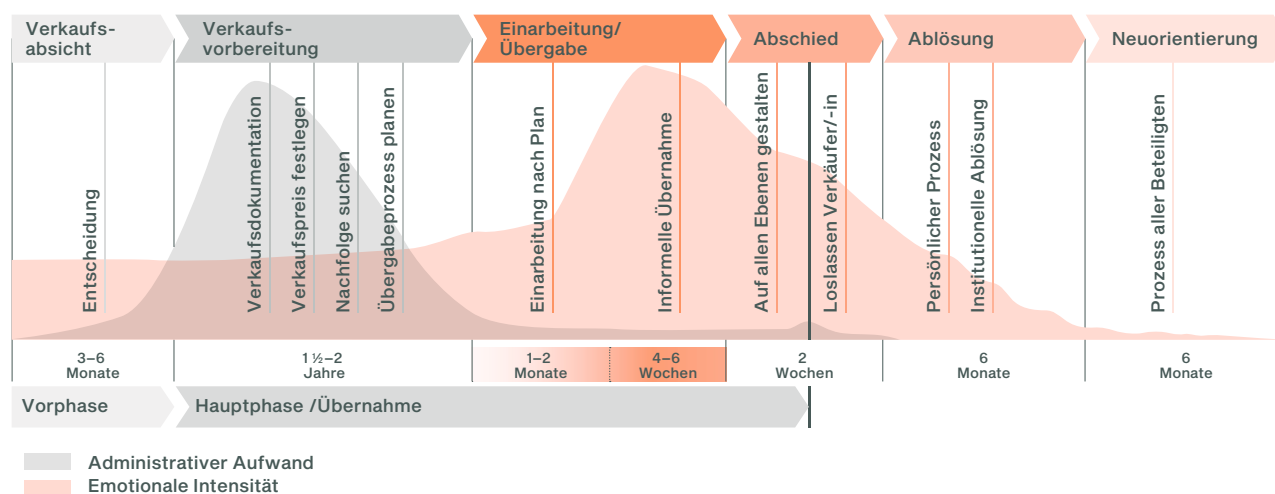 Verkaufs-
absicht
Verkaufs-
vorbereitung
Einarbeitung/
Übergabe
Abschied
Ablösung
Neuorientierung
Entscheidung
Verkaufsdokumentation
Verkaufspreis festlegen
Nachfolge suchen
Übergabeprozess planen
Einarbeitung nach Plan
Informelle Übernahme
Auf allen Ebenen gestalten
Loslassen Verkäufer/-in
Persönlicher Prozess
Institutionelle Ablösung
Prozess aller Beteiligten
3–6
Monate
1 ½–2
Jahre
1–2
Monate
4–6
Wochen
2
Wochen
6
Monate
6
Monate
Vorphase
Hauptphase /Übernahme
Administrativer Aufwand
Emotionale Intensität